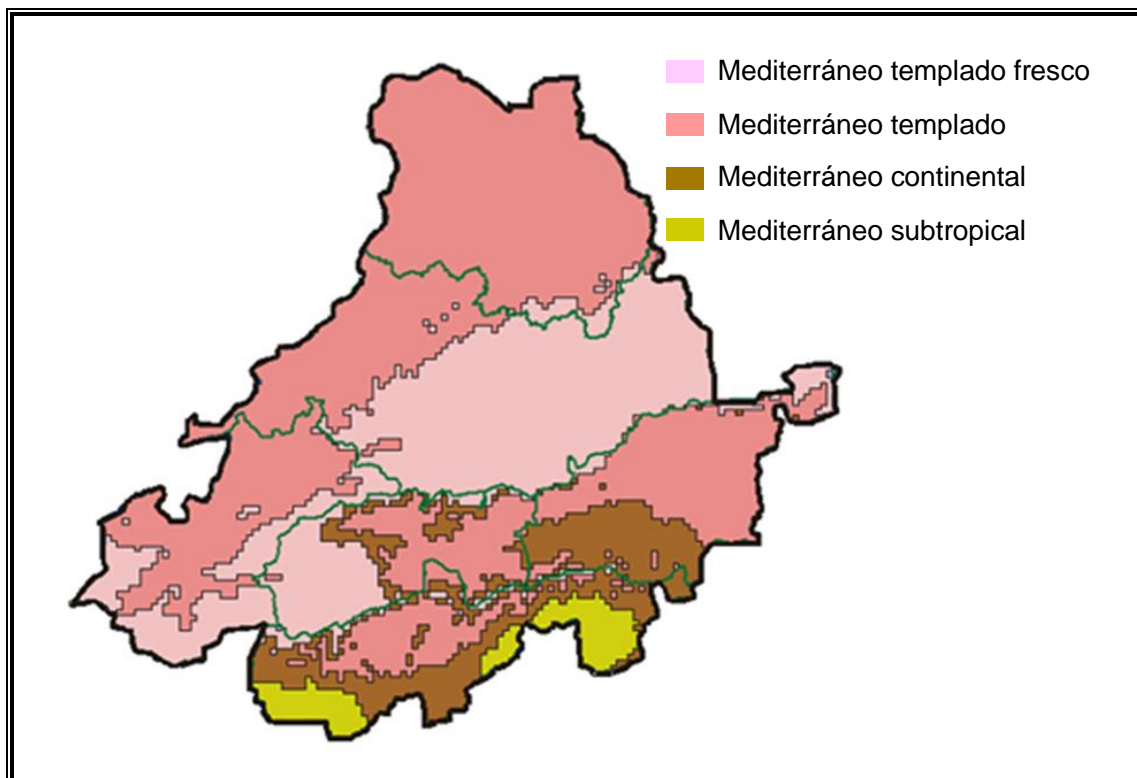 Mediterráneo templado fresco
Mediterráneo templado
Mediterráneo continental
Mediterráneo subtropical